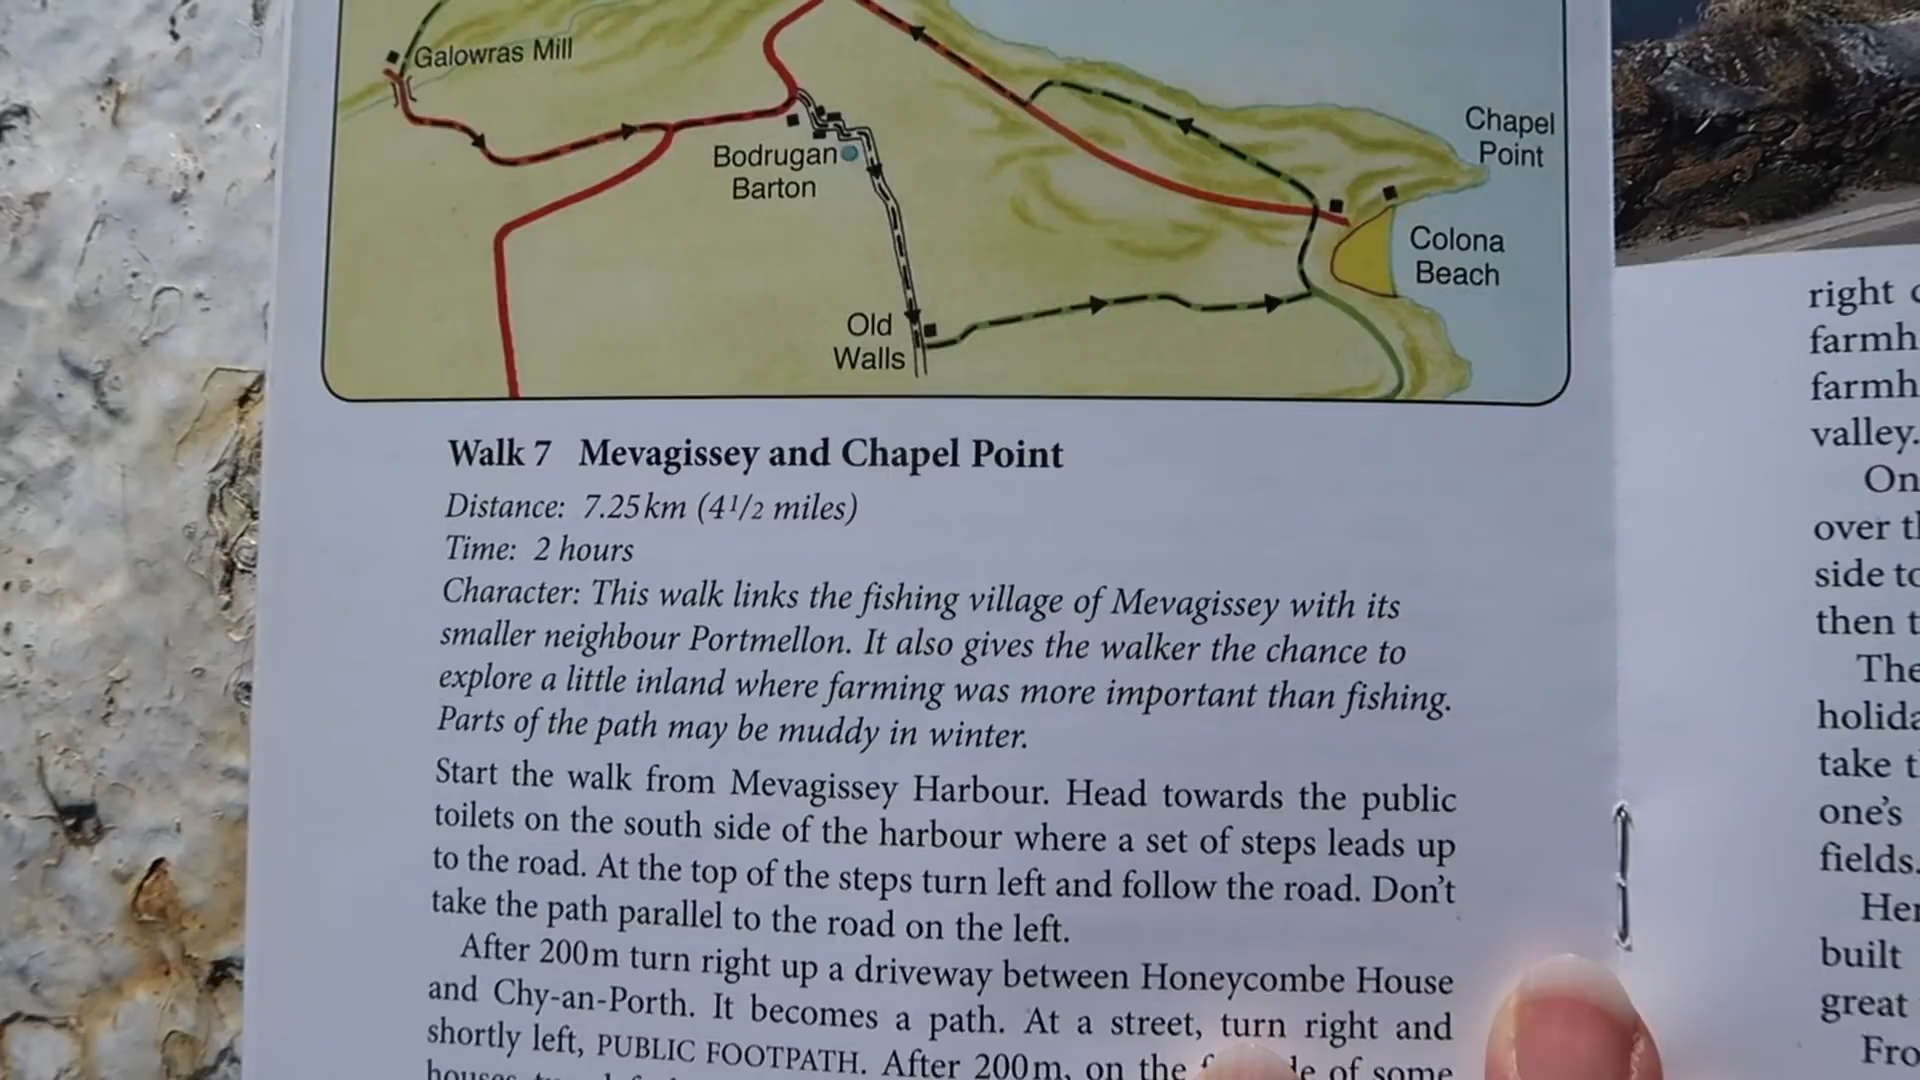 Galowras Mill
Bodrugan
Barton
Chapel
Point
Colona
Beach
Old
Walls
Walk 7 Mevagissey and Chapel Point
Distance: 7.25km (4 1/2 miles)
Time: 2 hours
Character: This walk links the fishing village of Mevagissey with its
smaller neighbour Portmellon. It also gives the walker the chance to
explore a little inland where farming was more important than fishing.
Parts of the path may be muddy in winter.
Start the walk from Mevagissey Harbour. Head towards the public
toilets on the south side of the harbour where a set of steps leads up
to the road. At the top of the steps turn left and follow the road. Don't
take the path parallel to the road on the left.
After 200m turn right up a driveway between Honeycombe House
and Chy-an-Porth. It becomes a path. At a street, turn right and
shortly left, PUBLIC FOOTPATH. After 200m, on the of some
right
farmh
farmh
valley.
On
over
side to
then
The
holida
take
one's
fields.
Her
built
great
Fro